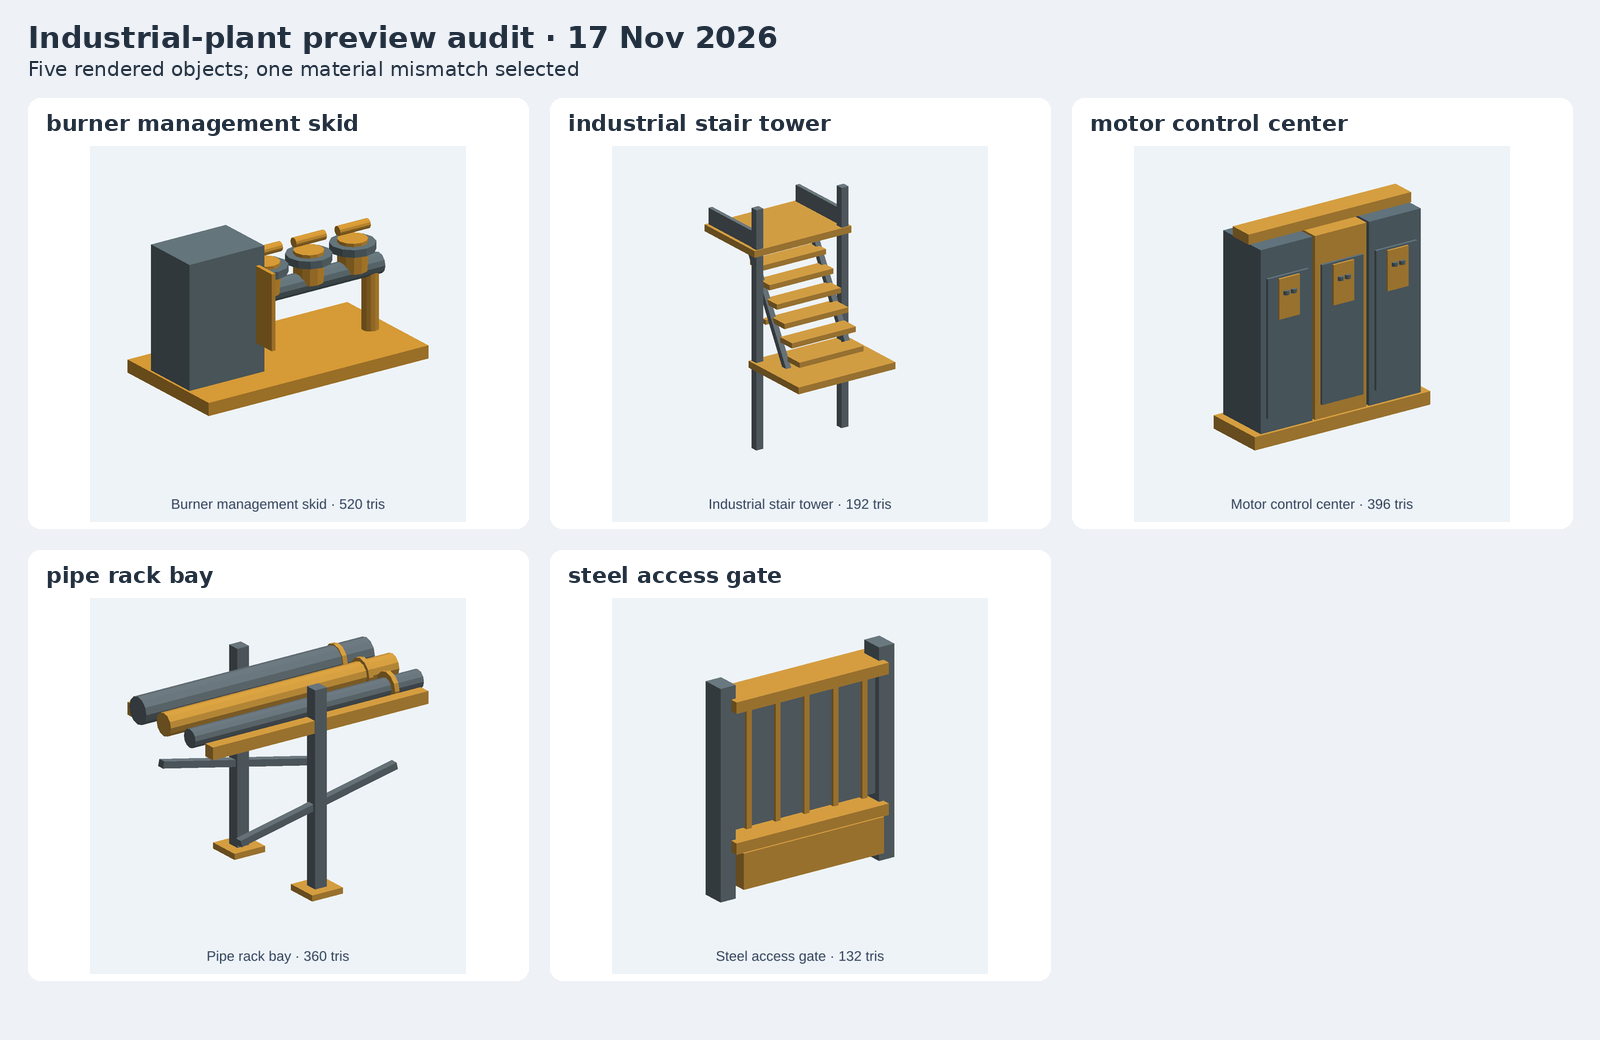 Industrial-plant preview audit · 17 Nov 2026
Five rendered objects; one material mismatch selected
burner management skid
Burner management skid · 520 tris
industrial stair tower
Industrial stair tower · 192 tris
motor control center
Motor control center · 396 tris
pipe rack bay
Pipe rack bay · 360 tris
steel access gate
Steel access gate · 132 tris